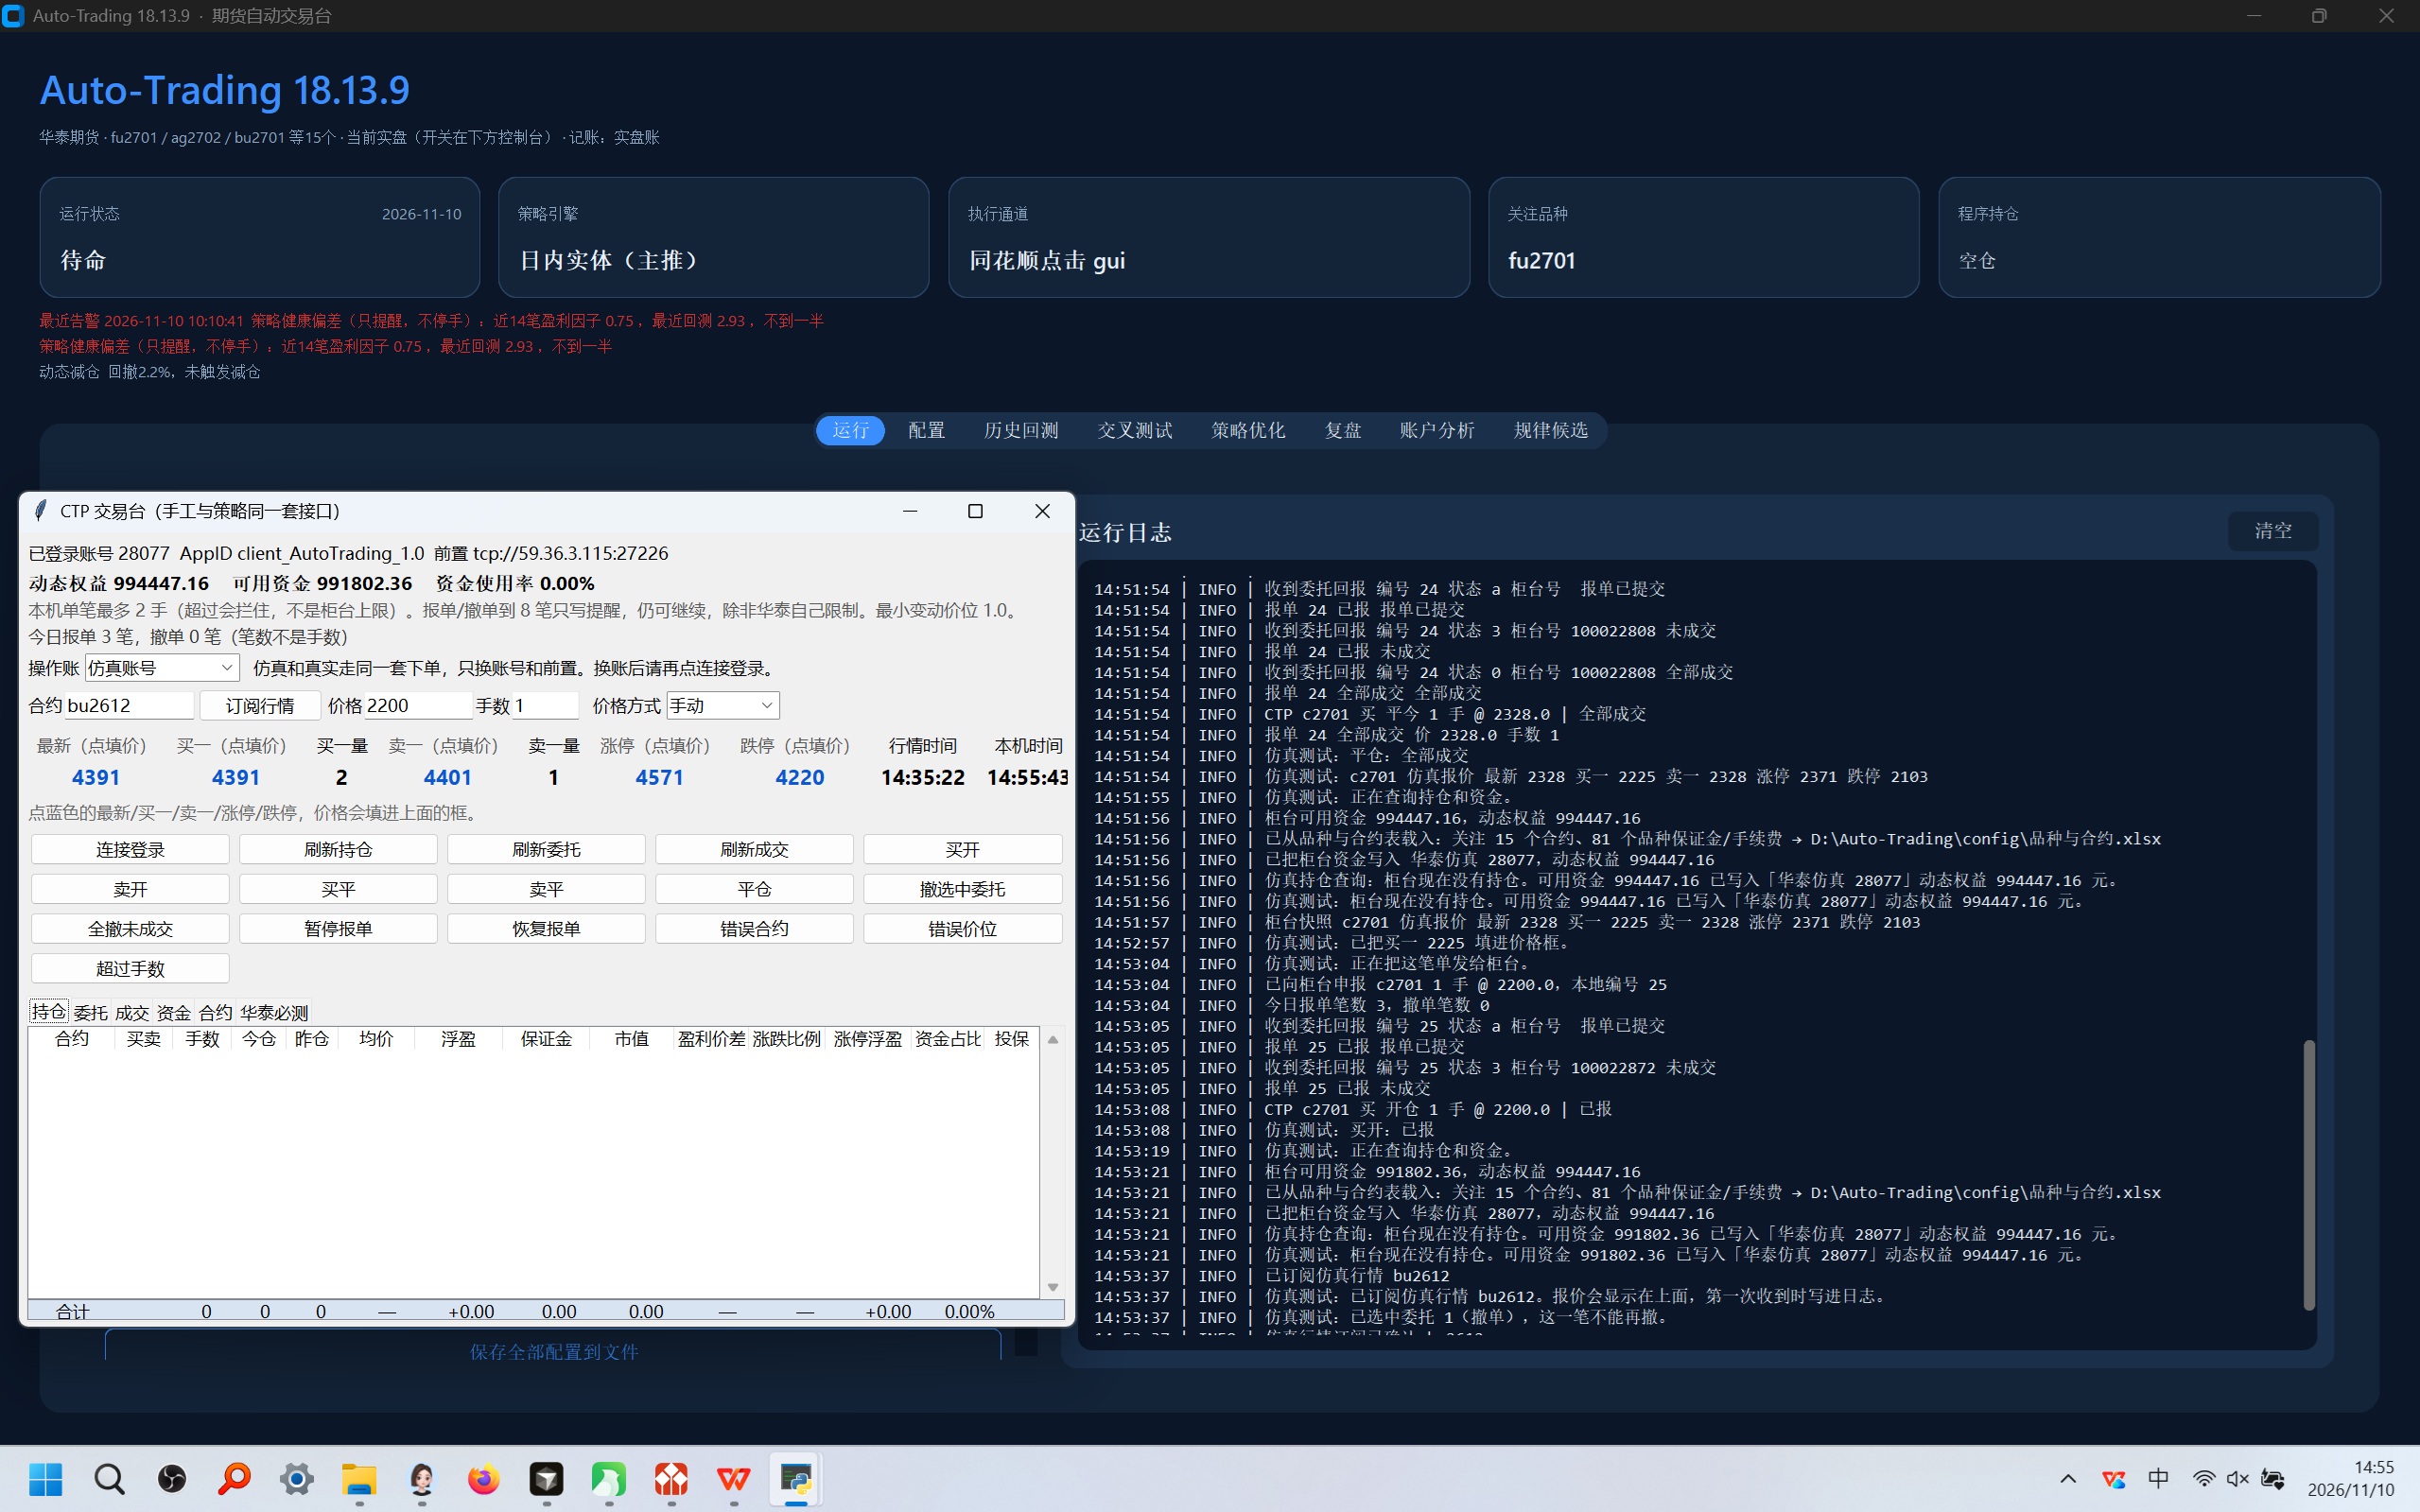 Auto-Trading 18.13.9 · 期货自动交易台
Auto-Trading 18.13.9
华泰期货 · fu2701 / ag2702 / bu2701 等15个 · 当前实盘（开关在下方控制台） · 记账：实盘账
运行状态 2026-11-10
待命
策略引擎
日内实体（主推）
执行通道
同花顺点击 gui
关注品种
fu2701
程序持仓
空仓
最近告警 2026-11-10 10:10:41 策略健康偏差（只提醒，不停手）：近14笔盈利因子 0.75，最近回测 2.93，不到一半
策略健康偏差（只提醒，不停手）：近14笔盈利因子 0.75，最近回测 2.93，不到一半
动态减仓 回撤2.2%，未触发减仓
运行 配置 历史回测 交叉测试 策略优化 复盘 账户分析 规律候选
CTP 交易台（手工与策略同一套接口）
已登录账号 28077 AppID client_AutoTrading_1.0 前置 tcp://59.36.3.115:27226
动态权益 994447.16 可用资金 991802.36 资金使用率 0.00%
本机单笔最多 2 手（超过会拦住，不是柜台上限）。报单/撤单到 8 笔只写提醒，仍可继续，除非华泰自己限制。最小变动价位 1.0。
今日报单 3 笔，撤单 0 笔（笔数不是手数）
操作账 仿真账号 仿真和真实走同一套下单，只换账号和前置。换账后请再点连接登录。
合约 bu2612 订阅行情 价格 2200 手数 1 价格方式 手动
最新（点填价） 买一（点填价） 买一量 卖一（点填价） 卖一量 涨停（点填价） 跌停（点填价） 行情时间 本机时间
4391 4391 2 4401 1 4571 4220 14:35:22 14:55:43
点蓝色的最新/买一/卖一/涨停/跌停，价格会填进上面的框。
连接登录 刷新持仓 刷新委托 刷新成交 买开
卖开 买平 卖平 平仓 撤选中委托
全撤未成交 暂停报单 恢复报单 错误合约 错误价位
超过手数
持仓 委托 成交 资金 合约 华泰必测
合约 买卖 手数 今仓 昨仓 均价 浮盈 保证金 市值 盈利价差 涨跌比例 涨停浮盈 资金占比 投保
合计 0 0 0 — +0.00 0.00 0.00 — — +0.00 0.00%
保存全部配置到文件
运行日志
清空
14:51:54 | INFO | 收到委托回报 编号 24 状态 a 柜台号 报单已提交
14:51:54 | INFO | 报单 24 已报 报单已提交
14:51:54 | INFO | 收到委托回报 编号 24 状态 3 柜台号 100022808 未成交
14:51:54 | INFO | 报单 24 已报 未成交
14:51:54 | INFO | 收到委托回报 编号 24 状态 0 柜台号 100022808 全部成交
14:51:54 | INFO | 报单 24 全部成交 全部成交
14:51:54 | INFO | CTP c2701 买 平今 1 手 @ 2328.0 | 全部成交
14:51:54 | INFO | 报单 24 全部成交 价 2328.0 手数 1
14:51:54 | INFO | 仿真测试：平仓：全部成交
14:51:54 | INFO | 仿真测试：c2701 仿真报价 最新 2328 买一 2225 卖一 2328 涨停 2371 跌停 2103
14:51:55 | INFO | 仿真测试：正在查询持仓和资金。
14:51:56 | INFO | 柜台可用资金 994447.16，动态权益 994447.16
14:51:56 | INFO | 已从品种与合约表载入：关注 15 个合约、81 个品种保证金/手续费 → D:\Auto-Trading\config\品种与合约.xlsx
14:51:56 | INFO | 已把柜台资金写入 华泰仿真 28077，动态权益 994447.16
14:51:56 | INFO | 仿真持仓查询：柜台现在没有持仓。可用资金 994447.16 已写入「华泰仿真 28077」动态权益 994447.16 元。
14:51:56 | INFO | 仿真测试：柜台现在没有持仓。可用资金 994447.16 已写入「华泰仿真 28077」动态权益 994447.16 元。
14:51:57 | INFO | 柜台快照 c2701 仿真报价 最新 2328 买一 2225 卖一 2328 涨停 2371 跌停 2103
14:52:57 | INFO | 仿真测试：已把买一 2225 填进价格框。
14:53:04 | INFO | 仿真测试：正在把这笔单发给柜台。
14:53:04 | INFO | 已向柜台申报 c2701 1 手 @ 2200.0，本地编号 25
14:53:04 | INFO | 今日报单笔数 3，撤单笔数 0
14:53:05 | INFO | 收到委托回报 编号 25 状态 a 柜台号 报单已提交
14:53:05 | INFO | 报单 25 已报 报单已提交
14:53:05 | INFO | 收到委托回报 编号 25 状态 3 柜台号 100022872 未成交
14:53:05 | INFO | 报单 25 已报 未成交
14:53:08 | INFO | CTP c2701 买 开仓 1 手 @ 2200.0 | 已报
14:53:08 | INFO | 仿真测试：买开：已报
14:53:19 | INFO | 仿真测试：正在查询持仓和资金。
14:53:21 | INFO | 柜台可用资金 991802.36，动态权益 994447.16
14:53:21 | INFO | 已从品种与合约表载入：关注 15 个合约、81 个品种保证金/手续费 → D:\Auto-Trading\config\品种与合约.xlsx
14:53:21 | INFO | 已把柜台资金写入 华泰仿真 28077，动态权益 994447.16
14:53:21 | INFO | 仿真持仓查询：柜台现在没有持仓。可用资金 991802.36 已写入「华泰仿真 28077」动态权益 994447.16 元。
14:53:21 | INFO | 仿真测试：柜台现在没有持仓。可用资金 991802.36 已写入「华泰仿真 28077」动态权益 994447.16 元。
14:53:37 | INFO | 已订阅仿真行情 bu2612
14:53:37 | INFO | 仿真测试：已订阅仿真行情 bu2612。报价会显示在上面，第一次收到时写进日志。
14:53:37 | INFO | 仿真测试：已选中委托 1（撤单），这一笔不能再撤。
中
14:55
2026/11/10